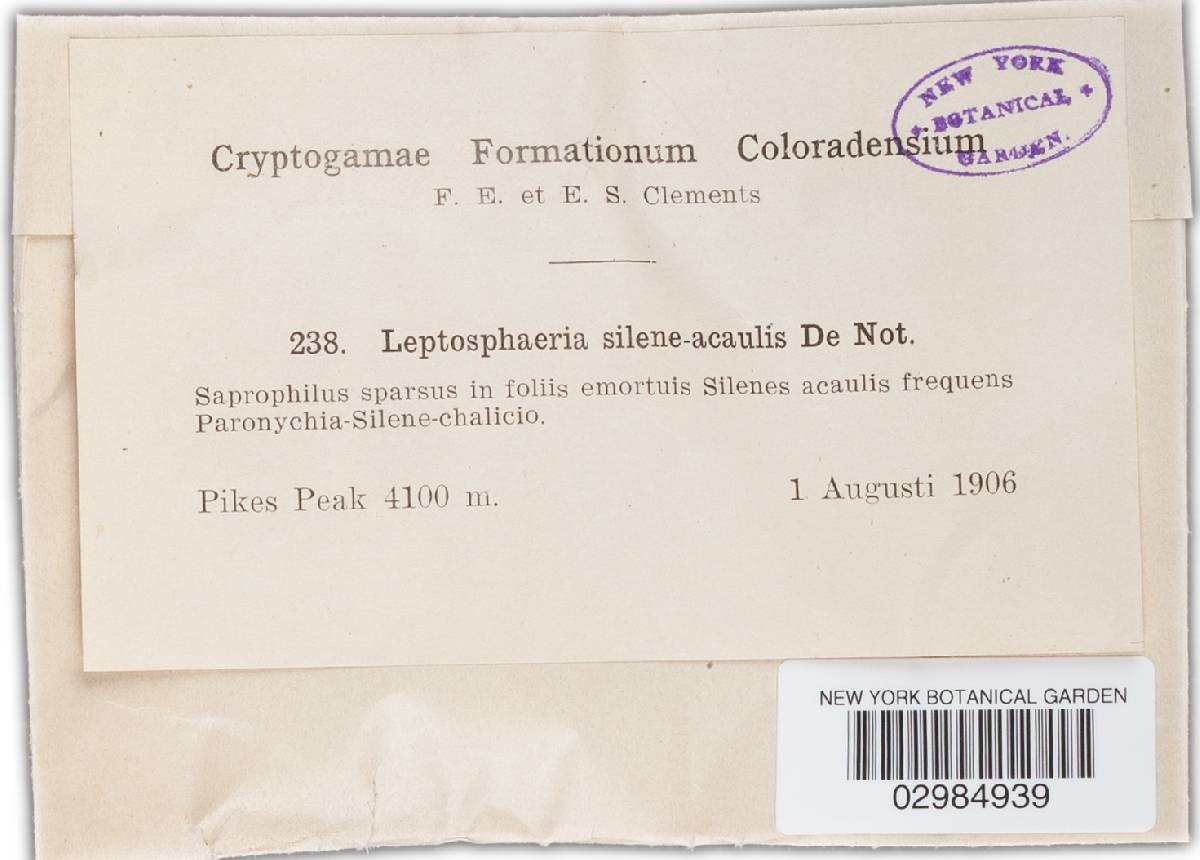 NEW YORK
BOTANICAL
GARDEN.
Cryptogamae Formationum Coloradensium
F. E. et E. S. Clements
238. Leptosphaeria silene-acaulis De Not.
Saprophilus sparsus in foliis emortuis Silenes acaulis frequens
Paronychia-Silene-chalicio.
Pikes Peak 4100 m. 1 Augusti 1906
NEW YORK BOTANICAL GARDEN
02984939